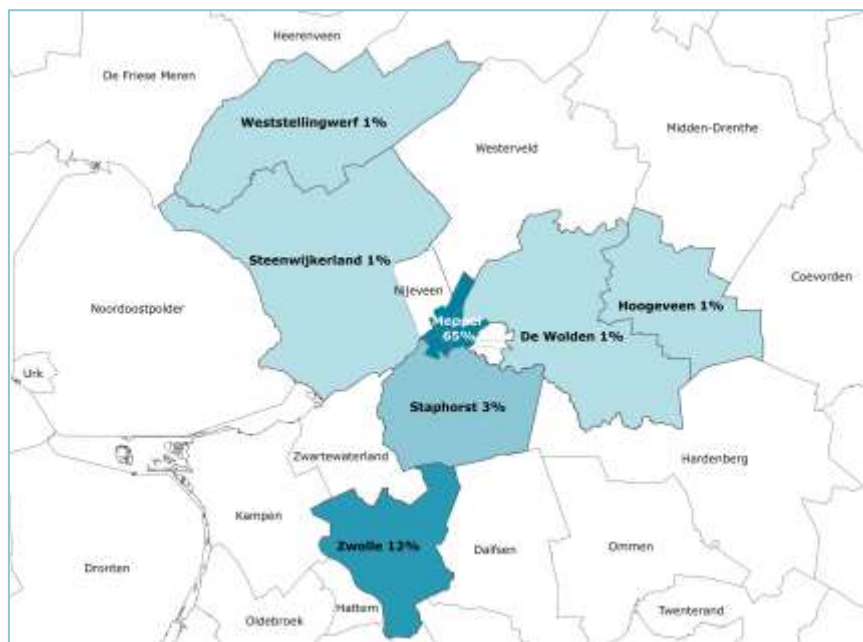 Heerenveen
De Friese Meren
Weststellingwerf 1%
Midden-Drenthe
Westerveld
Steenwijkerland 1%
Coevorden
Nijeveen
Noordoostpolder
Hoogeveen 1%
Meppel
65%
De Wolden 1%
Urk
Staphorst 3%
Zwartewaterland
Hardenberg
Kampen
Zwolle 12%
Dalfsen
Ommen
Dronten
Hattem
Twenterand
Oldebroek